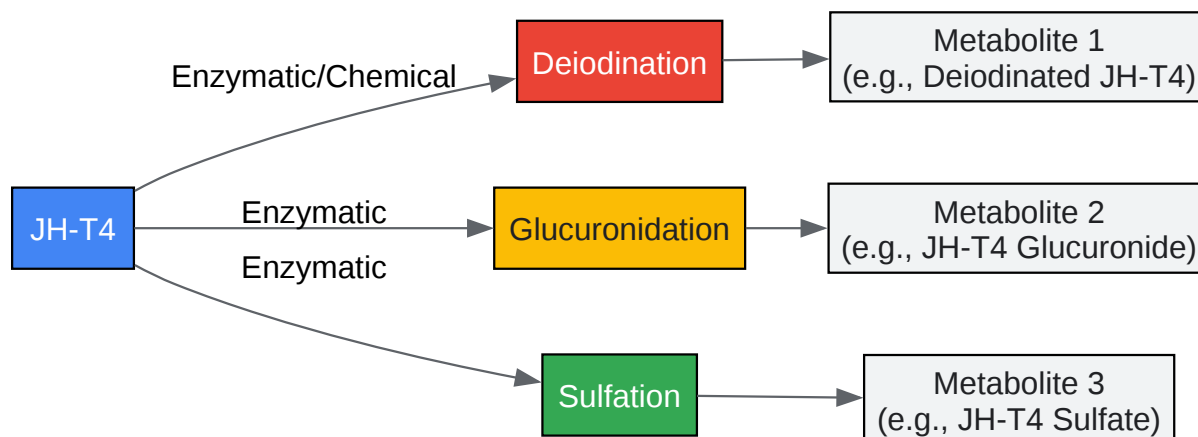 Enzymatic/Chemical
Deiodination
Metabolite 1
(e.g., Deiodinated JH-T4)
JH-T4
Enzymatic
Glucuronidation
Metabolite 2
(e.g., JH-T4 Glucuronide)
Enzymatic
Sulfation
Metabolite 3
(e.g., JH-T4 Sulfate)